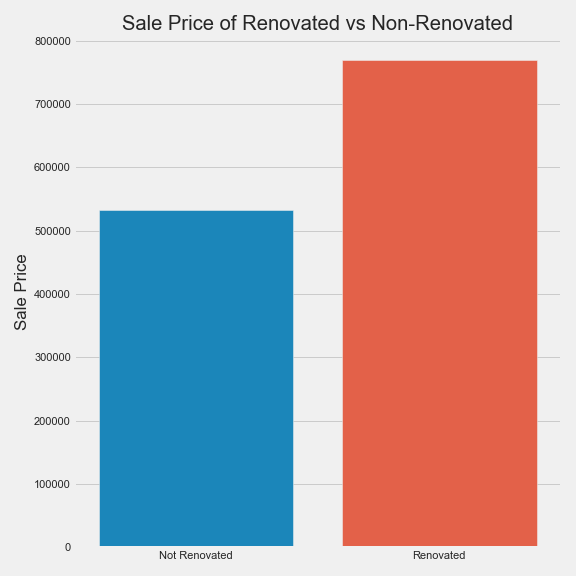 Sale Price of Renovated vs Non-Renovated
800000
700000
600000
500000
400000
300000
200000
100000
0
Sale Price
Not Renovated
Renovated